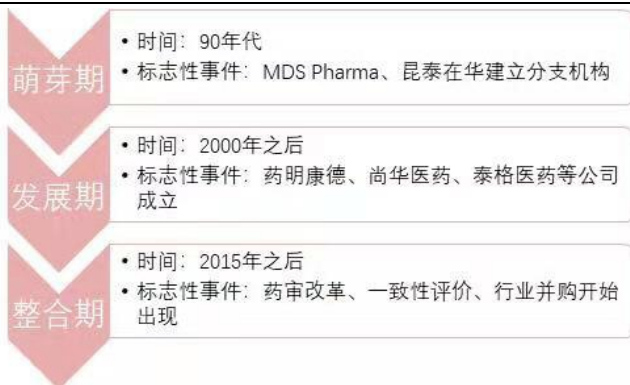 萌芽期
• 时间：90年代
• 标志性事件：MDS Pharma、昆泰在华建立分支机构
发展期
• 时间：2000年之后
• 标志性事件：药明康德、尚华医药、泰格医药等公司
成立
整合期
• 时间：2015年之后
• 标志性事件：药审改革、一致性评价、行业并购开始
出现